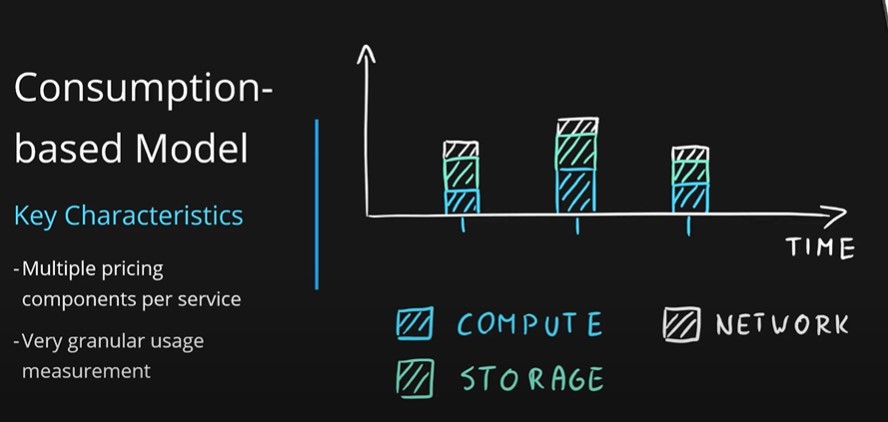 Consumption-
based Model
Key Characteristics
- Multiple pricing
components per service
- Very granular usage
measurement
TIME
COMPUTE
NETWORK
STORAGE